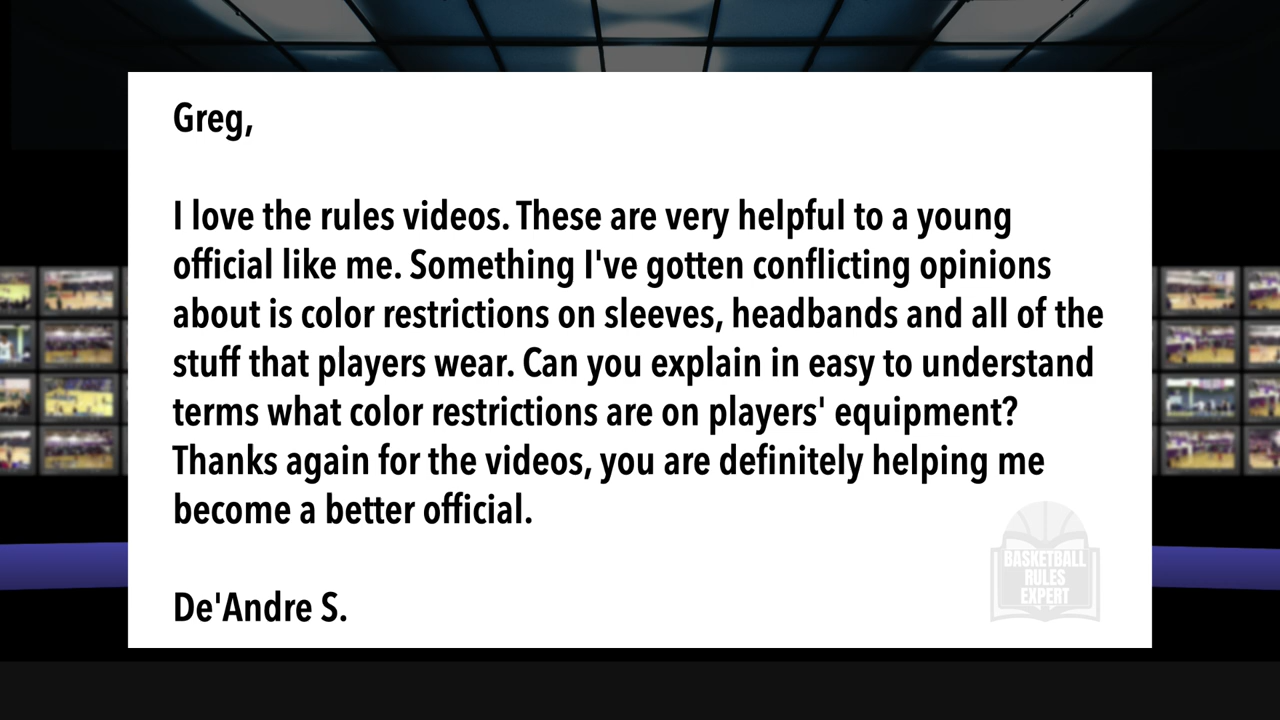 Greg,
I love the rules videos. These are very helpful to a young
official like me. Something I've gotten conflicting opinions
about is color restrictions on sleeves, headbands and all of the
stuff that players wear. Can you explain in easy to understand
terms what color restrictions are on players' equipment?
Thanks again for the videos, you are definitely helping me
become a better official.
De'Andre S.
BASKETBALL
RULES
EXPERT